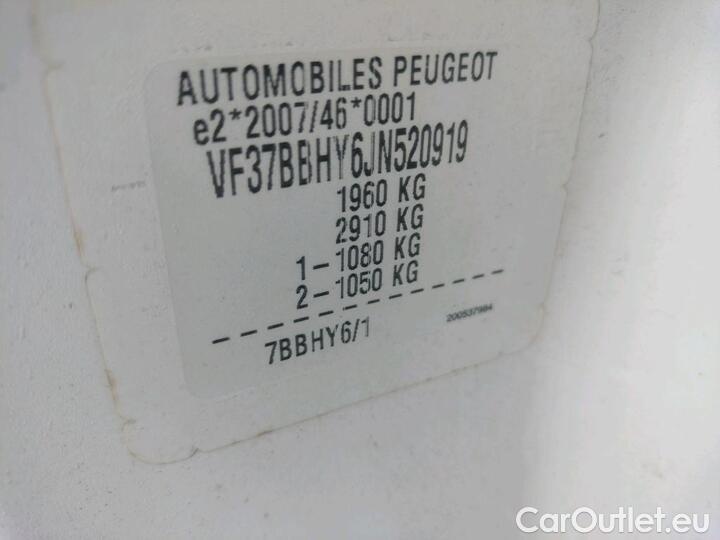 AUTOMOBILES PEUGEOT
e2*2007/46*0001
VF37BBHY6JN520919
1960 KG
2910 KG
1-1080 KG
2-1050 KG
7BBHY6/1
200537984
CarOutlet.eu